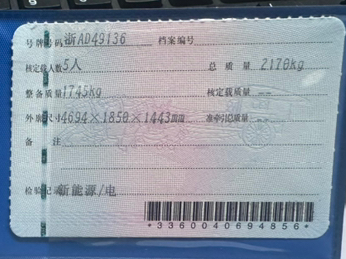 号牌号码 浙AD49136 档案编号
核定载人数 5人 总质量 2170kg
整备质量 1745kg 核定载质量 --
外廓尺寸 4694×1850×1443mm 准牵引总质量 --
备注
检验记录 新能源/电
*3360040694856*